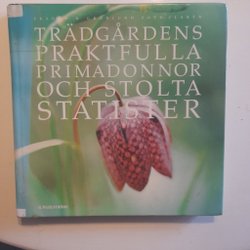 TRÄDGÅRDENS
PRAKTFULLA
PRIMADONNOR
OCH STOLTA
STATISTER